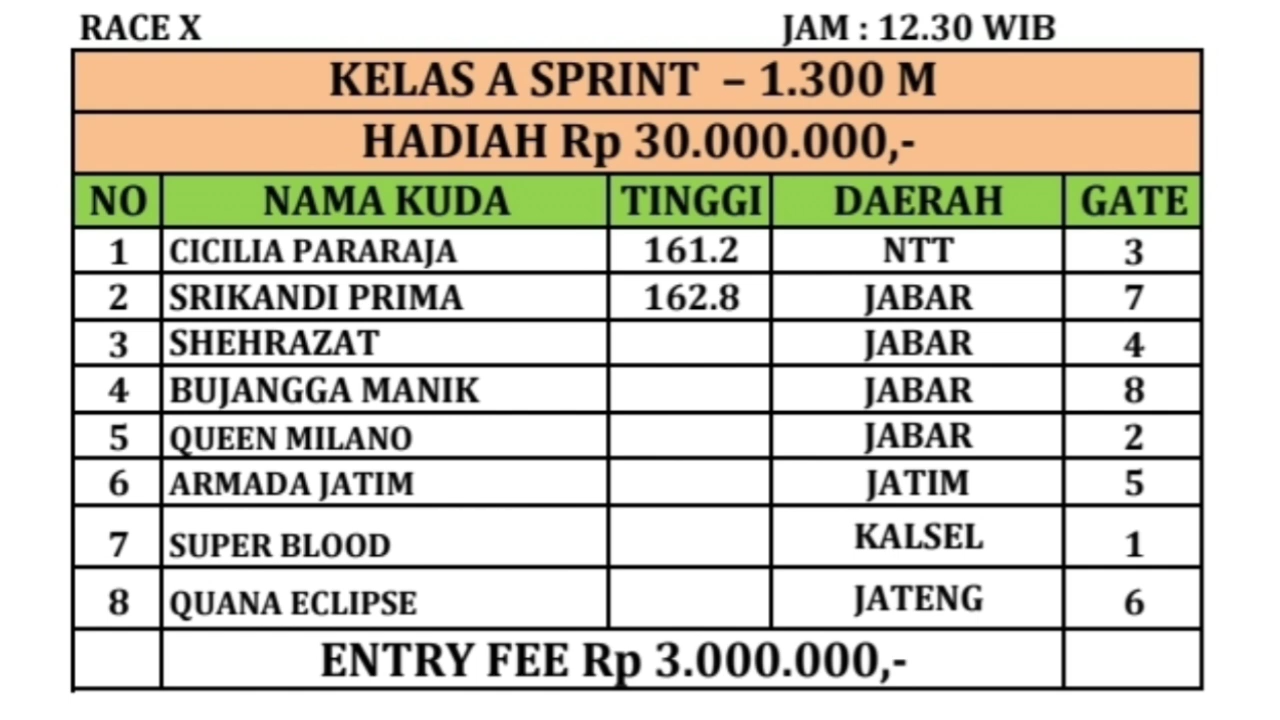 RACE X JAM : 12.30 WIB
KELAS A SPRINT – 1.300 M
HADIAH Rp 30.000.000,-
NO NAMA KUDA TINGGI DAERAH GATE
1 CICILIA PARARAJA 161.2 NTT 3
2 SRIKANDI PRIMA 162.8 JABAR 7
3 SHEHRAZAT JABAR 4
4 BUJANGGA MANIK JABAR 8
5 QUEEN MILANO JABAR 2
6 ARMADA JATIM JATIM 5
7 SUPER BLOOD KALSEL 1
8 QUANA ECLIPSE JATENG 6
ENTRY FEE Rp 3.000.000,-